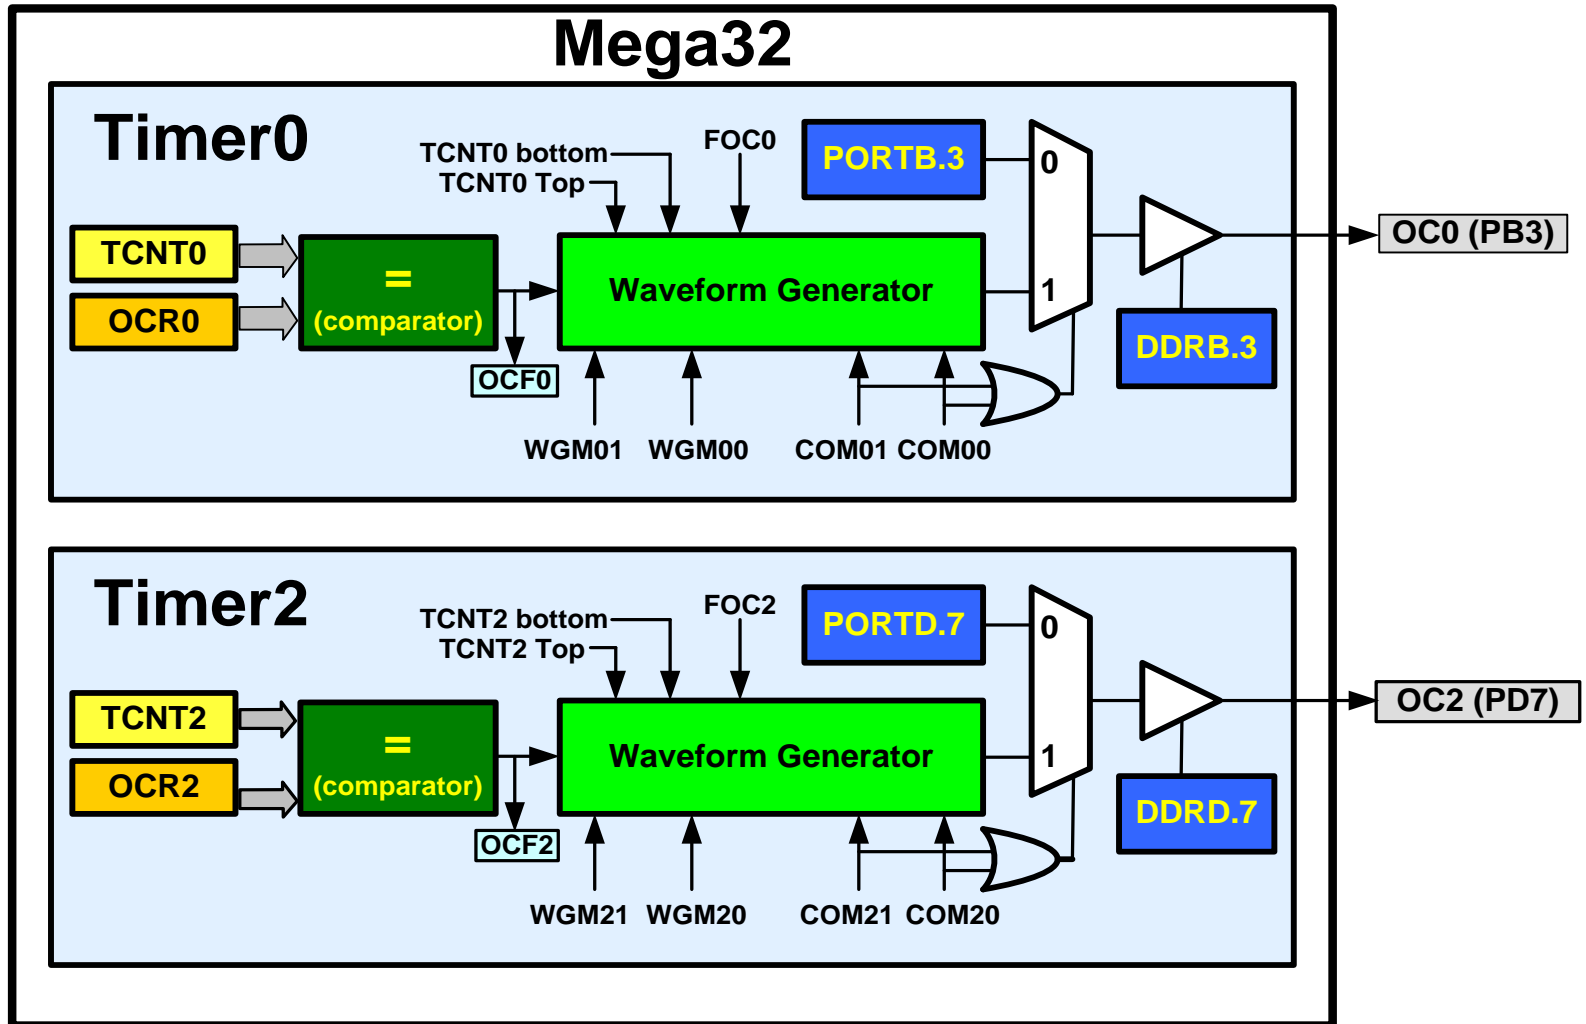 Mega32
Timer0
TCNT0 bottom
TCNT0 Top
FOC0
PORTB.3
0
TCNT0
OCR0
=
(comparator)
OCF0
Waveform Generator
1
DDRB.3
OC0 (PB3)
WGM01
WGM00
COM01
COM00
Timer2
TCNT2 bottom
TCNT2 Top
FOC2
PORTD.7
0
TCNT2
OCR2
=
(comparator)
OCF2
Waveform Generator
1
DDRD.7
OC2 (PD7)
WGM21
WGM20
COM21
COM20